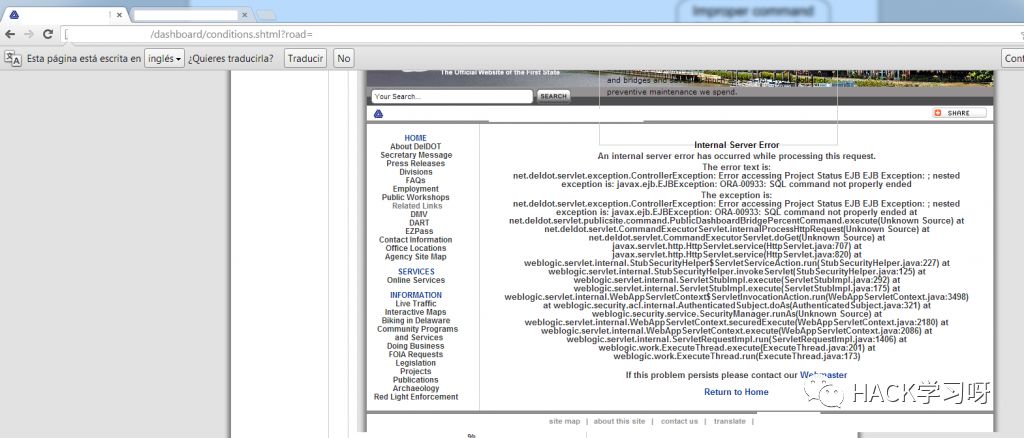 Improper command
/dashboard/conditions.shtml?road=
Esta página está escrita en inglés ¿Quieres traducirla? Traducir No
The Official Website of the First State
and bridges and
preventive maintenance we spend.
Your Search... SEARCH
SHARE
HOME
About DelDOT
Secretary Message
Press Releases
Divisions
FAQs
Employment
Public Workshops
Related Links
DMV
DART
EZPass
Contact Information
Office Locations
Agency Site Map
SERVICES
Online Services
INFORMATION
Live Traffic
Interactive Maps
Biking in Delaware
Community Programs
and Services
Doing Business
FOIA Requests
Legislation
Projects
Publications
Archaeology
Red Light Enforcement
Internal Server Error
An internal server error has occurred while processing this request.
The error text is:
net.deldot.servlet.exception.ControllerException: Error accessing Project Status EJB EJB Exception: ; nested
exception is: javax.ejb.EJBException: ORA-00933: SQL command not properly ended
The exception is:
net.deldot.servlet.exception.ControllerException: Error accessing Project Status EJB EJB Exception: ; nested
exception is: javax.ejb.EJBException: ORA-00933: SQL command not properly ended at
net.deldot.servlet.publicsite.command.PublicDashboardBridgePercentCommand.execute(Unknown Source) at
net.deldot.servlet.CommandExecutorServlet.internalProcessHttpRequest(Unknown Source) at
net.deldot.servlet.CommandExecutorServlet.doGet(Unknown Source) at
javax.servlet.http.HttpServlet.service(HttpServlet.java:707) at
javax.servlet.http.HttpServlet.service(HttpServlet.java:820) at
weblogic.servlet.internal.StubSecurityHelper$ServletServiceAction.run(StubSecurityHelper.java:227) at
weblogic.servlet.internal.StubSecurityHelper.invokeServlet(StubSecurityHelper.java:125) at
weblogic.servlet.internal.ServletStubImpl.execute(ServletStubImpl.java:292) at
weblogic.servlet.internal.ServletStubImpl.execute(ServletStubImpl.java:175) at
weblogic.servlet.internal.WebAppServletContext$ServletInvocationAction.run(WebAppServletContext.java:3498)
at weblogic.security.acl.internal.AuthenticatedSubject.doAs(AuthenticatedSubject.java:321) at
weblogic.security.service.SecurityManager.runAs(Unknown Source) at
weblogic.servlet.internal.WebAppServletContext.securedExecute(WebAppServletContext.java:2180) at
weblogic.servlet.internal.WebAppServletContext.execute(WebAppServletContext.java:2086) at
weblogic.servlet.internal.ServletRequestImpl.run(ServletRequestImpl.java:1406) at
weblogic.work.ExecuteThread.execute(ExecuteThread.java:201) at
weblogic.work.ExecuteThread.run(ExecuteThread.java:173)
If this problem persists please contact our Webmaster
Return to Home
site map | about this site | contact us | translate |
HACK学习呀